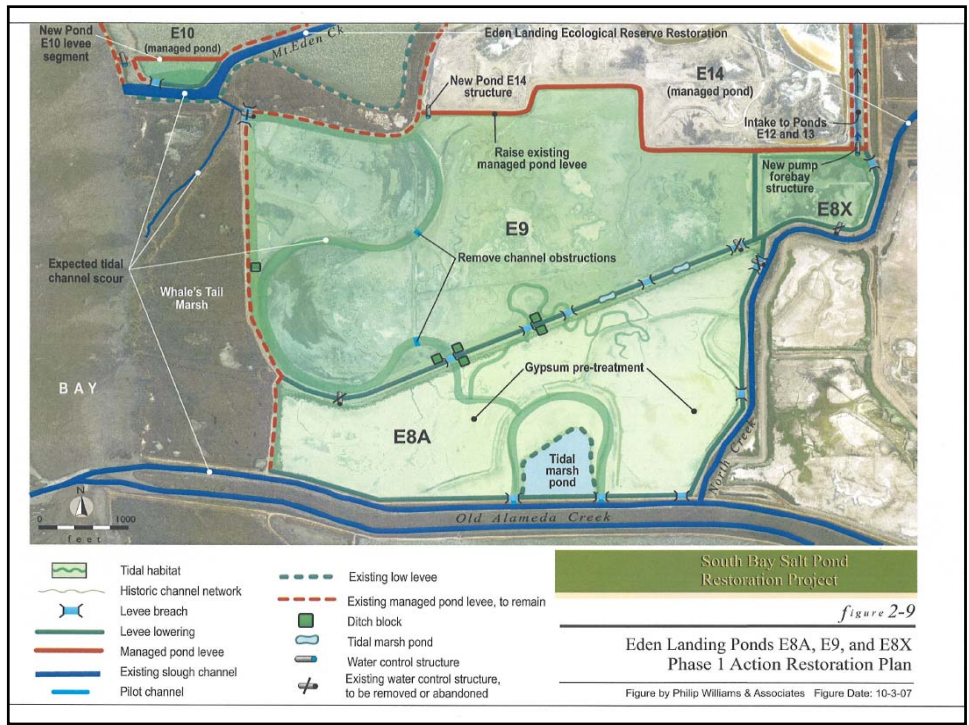 New Pond
E10 levee
segment
E10
(managed pond)
Mt. Eden Ck
Eden Landing Ecological Reserve Restoration
New Pond E14
structure
E14
(managed pond)
Raise existing
managed pond levee
Intake to Ponds
E12 and 13
New pump
forebay
structure
E8X
E9
Remove channel obstructions
Expected tidal
channel scour
Whale's Tail
Marsh
BAY
Gypsum pre-treatment
E8A
Tidal
marsh
pond
North Creek
Old Alameda Creek
N
0 1000
feet
Tidal habitat
Historic channel network
Levee breach
Levee lowering
Managed pond levee
Existing slough channel
Pilot channel
Existing low levee
Existing managed pond levee, to remain
Ditch block
Tidal marsh pond
Water control structure
Existing water control structure,
to be removed or abandoned
South Bay Salt Pond
Restoration Project
figure 2-9
Eden Landing Ponds E8A, E9, and E8X
Phase 1 Action Restoration Plan
Figure by Philip Williams & Associates Figure Date: 10-3-07